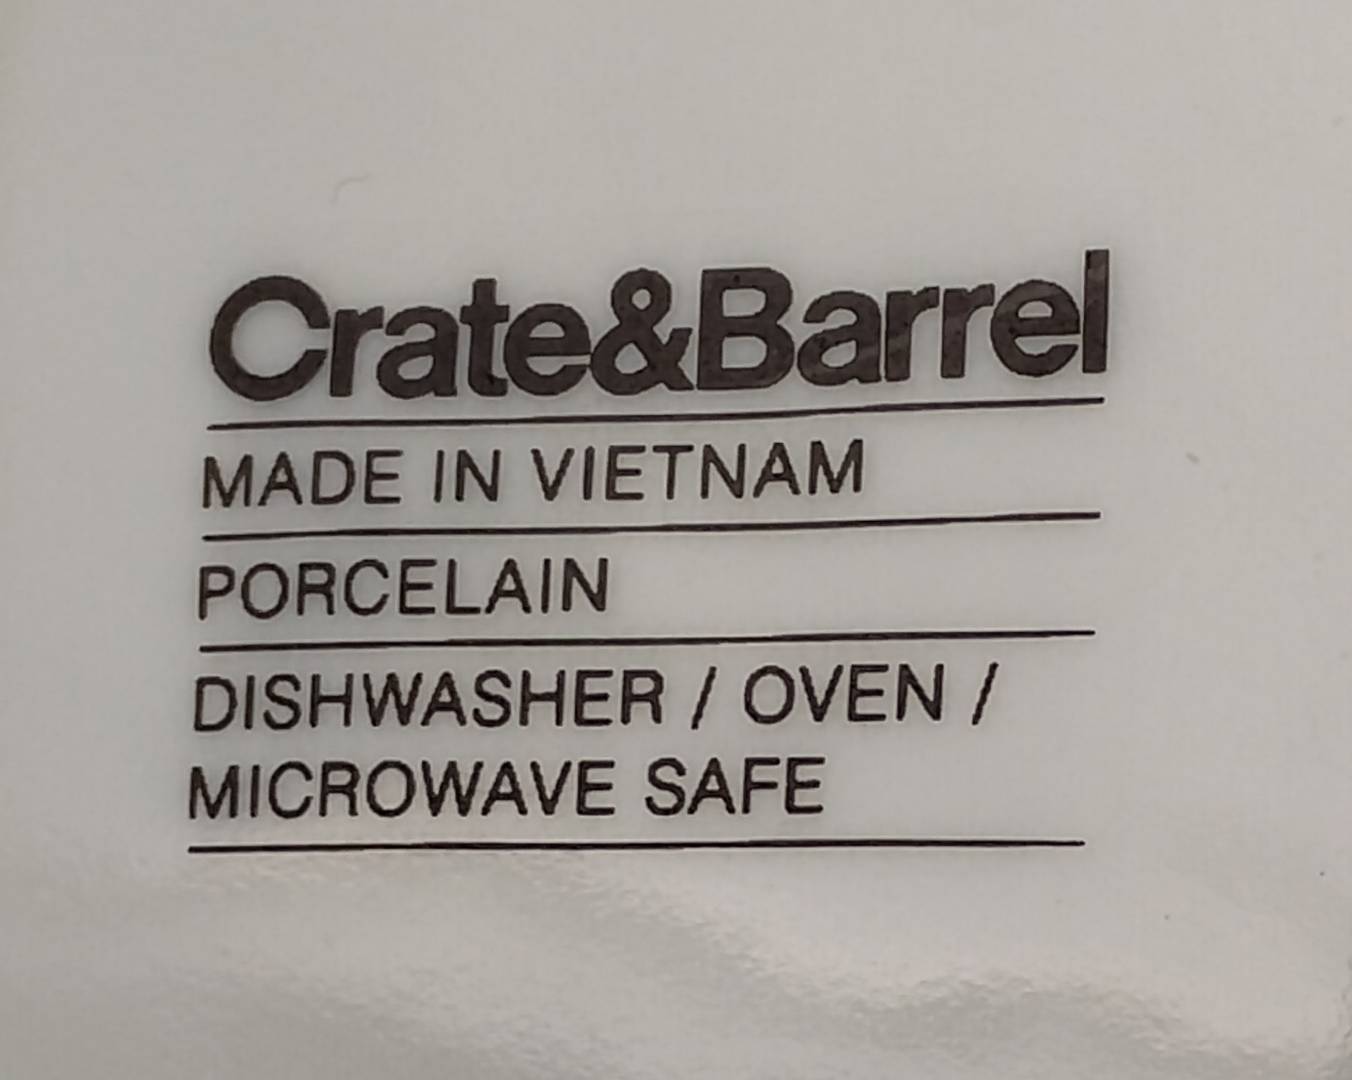 Crate&Barrel
MADE IN VIETNAM
PORCELAIN
DISHWASHER / OVEN /
MICROWAVE SAFE